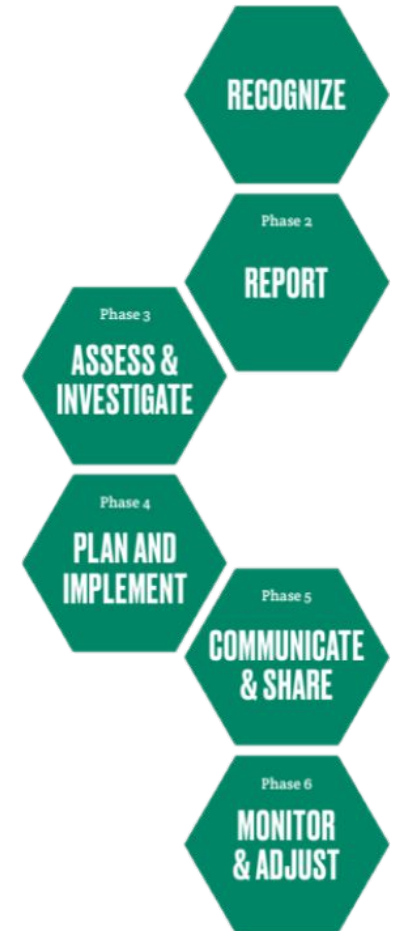 RECOGNIZE
Phase 2
REPORT
Phase 3
ASSESS &
INVESTIGATE
Phase 4
PLAN AND
IMPLEMENT
Phase 5
COMMUNICATE
& SHARE
Phase 6
MONITOR
& ADJUST